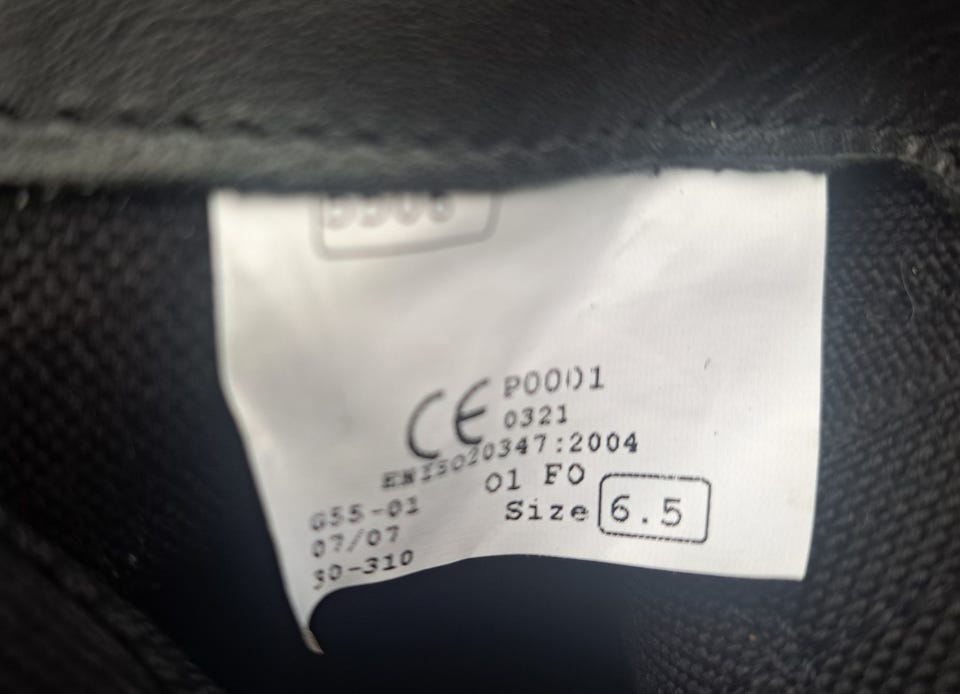 CE P0001
0321
ENISO20347:2004
O1 FO
Size 6.5
G55-01
07/07
30-310